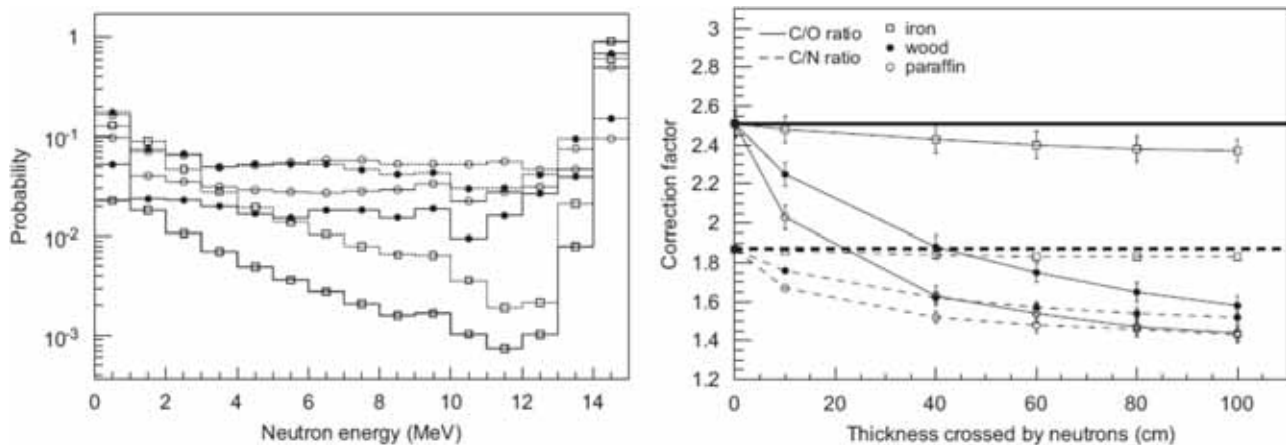 1
10⁻¹
10⁻²
10⁻³
Probability
0 2 4 6 8 10 12 14
Neutron energy (MeV)
3
2.8
2.6
2.4
2.2
2
1.8
1.6
1.4
1.2
Correction factor
C/O ratio
C/N ratio
iron
wood
paraffin
0 20 40 60 80 100
Thickness crossed by neutrons (cm)